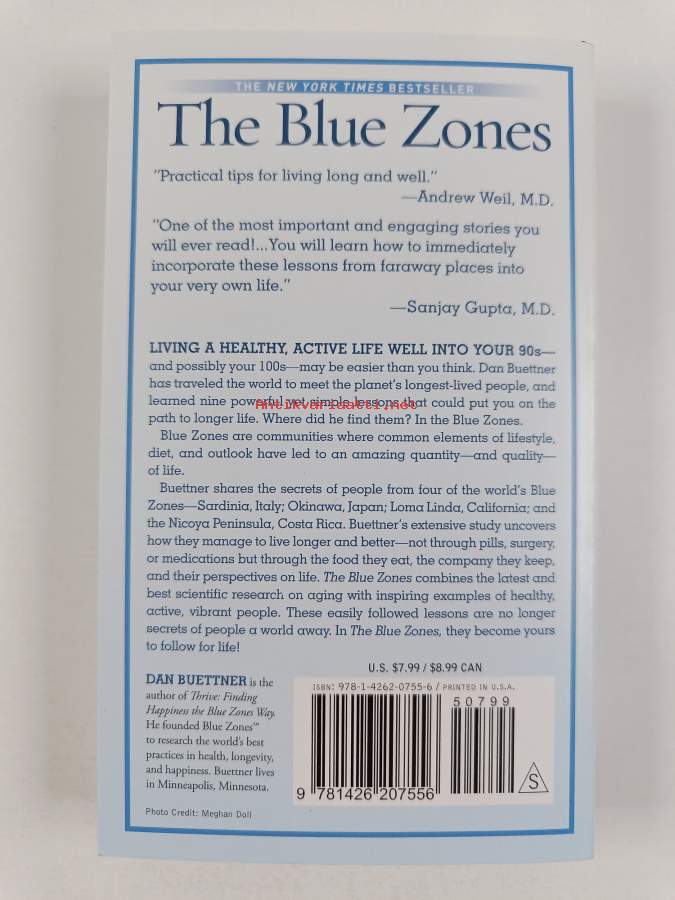 THE NEW YORK TIMES BESTSELLER
The Blue Zones
"Practical tips for living long and well."
—Andrew Weil, M.D.
"One of the most important and engaging stories you
will ever read!...You will learn how to immediately
incorporate these lessons from faraway places into
your very own life."
—Sanjay Gupta, M.D.
LIVING A HEALTHY, ACTIVE LIFE WELL INTO YOUR 90s—
and possibly your 100s—may be easier than you think. Dan Buettner
has traveled the world to meet the planet's longest-lived people, and
learned nine powerful yet simple lessons that could put you on the
Antikvariaatti.net
path to longer life. Where did he find them? In the Blue Zones.
Blue Zones are communities where common elements of lifestyle,
diet, and outlook have led to an amazing quantity—and quality—
of life.
Buettner shares the secrets of people from four of the world's Blue
Zones—Sardinia, Italy; Okinawa, Japan; Loma Linda, California; and
the Nicoya Peninsula, Costa Rica. Buettner's extensive study uncovers
how they manage to live longer and better—not through pills, surgery,
or medications but through the food they eat, the company they keep,
and their perspectives on life. The Blue Zones combines the latest and
best scientific research on aging with inspiring examples of healthy,
active, vibrant people. These easily followed lessons are no longer
secrets of people a world away. In The Blue Zones, they become yours
to follow for life!
DAN BUETTNER is the
author of Thrive: Finding
Happiness the Blue Zones Way.
He founded Blue Zones™
to research the world's best
practices in health, longevity,
and happiness. Buettner lives
in Minneapolis, Minnesota.
Photo Credit: Meghan Doll
U.S. $7.99 / $8.99 CAN
ISBN: 978-1-4262-0755-6 / PRINTED IN U.S.A.
50799
9 781426 207556
S